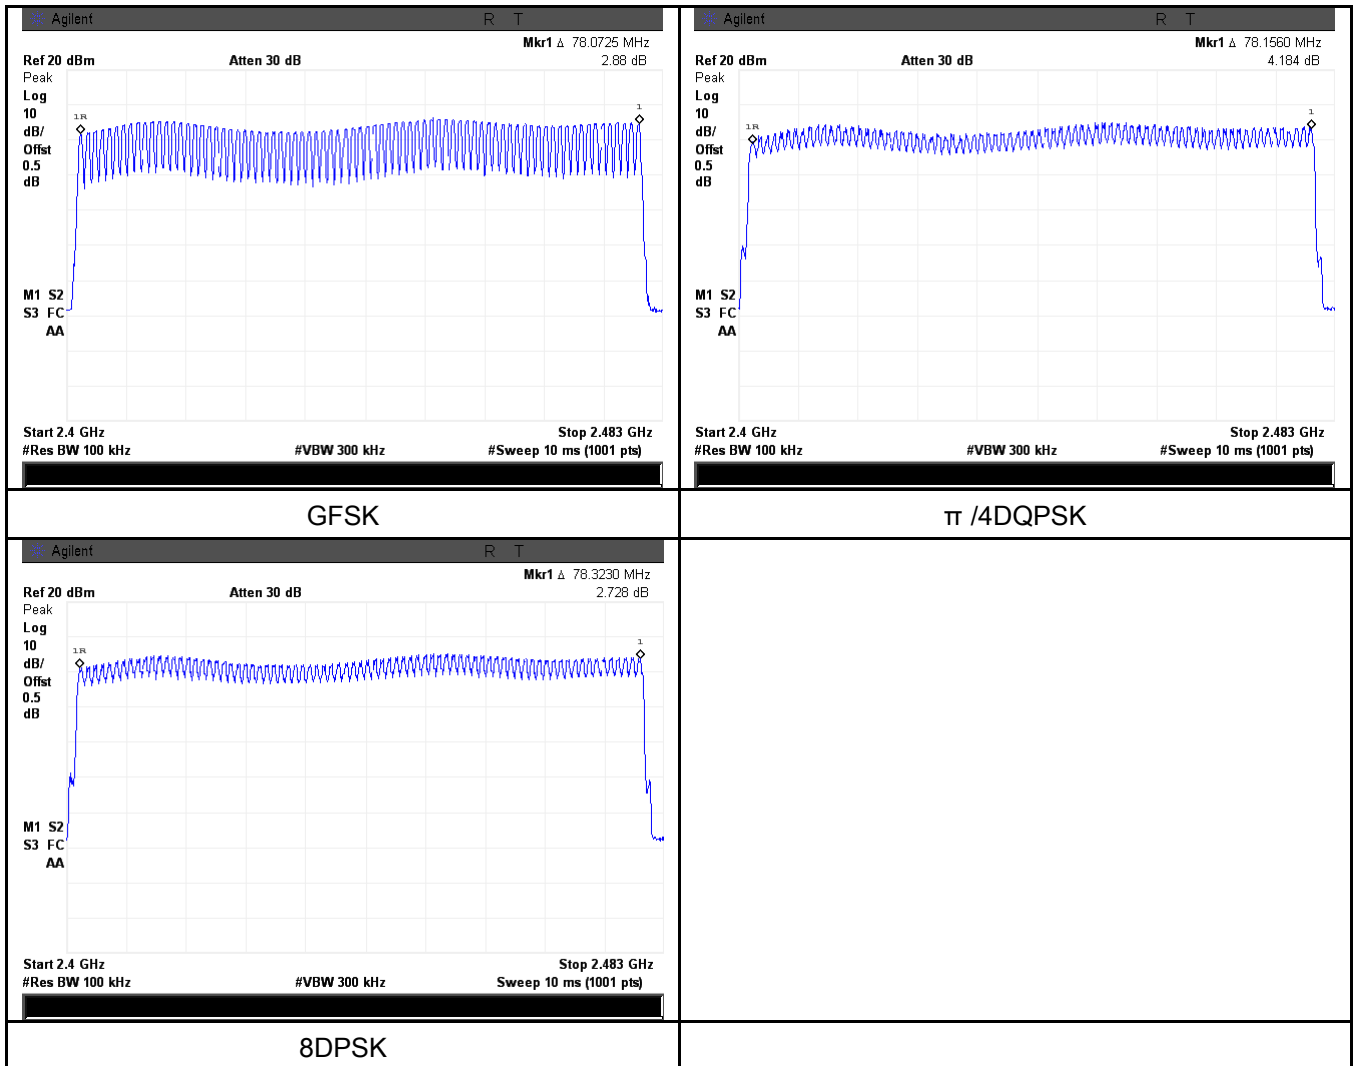 Agilent R T
Mkr1 Δ 78.0725 MHz
Ref 20 dBm Atten 30 dB 2.88 dB
Peak
Log
10
dB/
Offst
0.5
dB
1R
1
M1 S2
S3 FC
AA
Start 2.4 GHz Stop 2.483 GHz
#Res BW 100 kHz #VBW 300 kHz #Sweep 10 ms (1001 pts)
GFSK
Agilent R T
Mkr1 Δ 78.1560 MHz
Ref 20 dBm Atten 30 dB 4.184 dB
Peak
Log
10
dB/
Offst
0.5
dB
1R
1
M1 S2
S3 FC
AA
Start 2.4 GHz Stop 2.483 GHz
#Res BW 100 kHz #VBW 300 kHz #Sweep 10 ms (1001 pts)
π /4DQPSK
Agilent R T
Mkr1 Δ 78.3230 MHz
Ref 20 dBm Atten 30 dB 2.728 dB
Peak
Log
10
dB/
Offst
0.5
dB
1R
1
M1 S2
S3 FC
AA
Start 2.4 GHz Stop 2.483 GHz
#Res BW 100 kHz #VBW 300 kHz Sweep 10 ms (1001 pts)
8DPSK